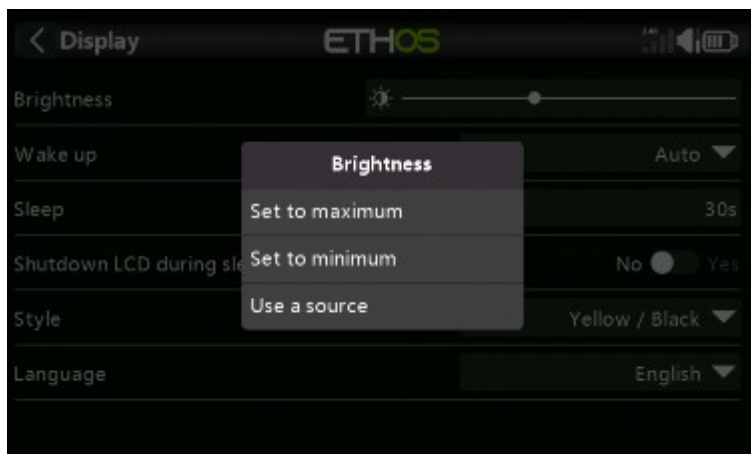 Display
ETHOS
Brightness
Wake up
Auto
Brightness
Sleep
30s
Set to maximum
Shutdown LCD during sle
No Yes
Set to minimum
Use a source
Style
Yellow / Black
Language
English